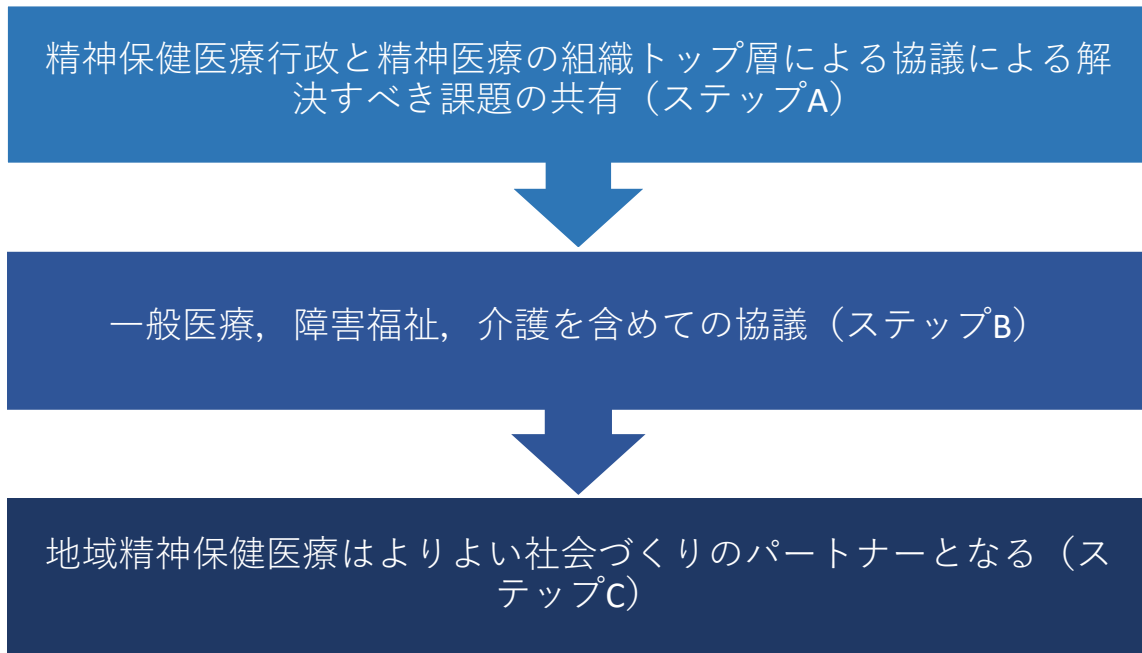 精神保健医療行政と精神医療の組織トップ層による協議による解
決すべき課題の共有（ステップA）
一般医療，障害福祉，介護を含めての協議（ステップB）
地域精神保健医療はよりよい社会づくりのパートナーとなる（ス
テップC）